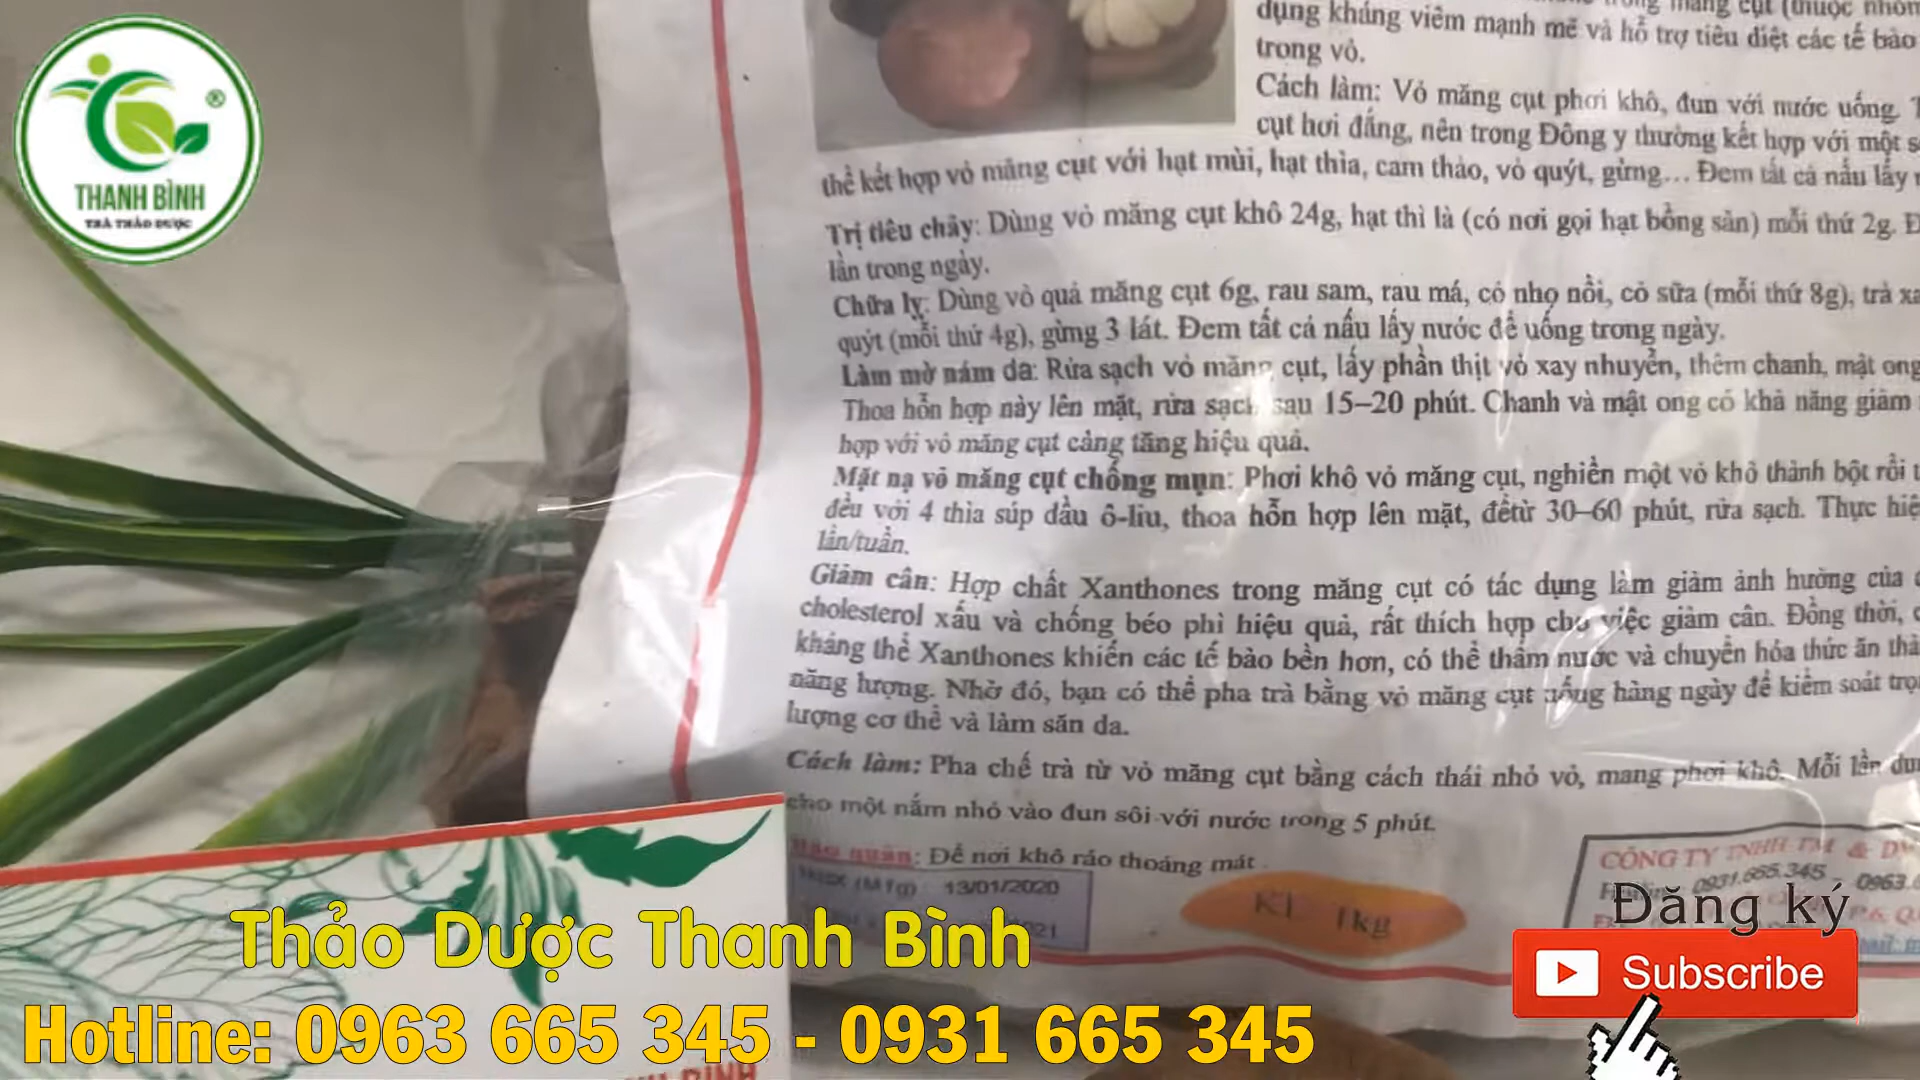 THANH BÌNH
TRÀ THẢO DƯỢC
®
trong măng cụt (thuộc nhóm
dụng kháng viêm mạnh mẽ và hỗ trợ tiêu diệt các tế bào
trong vỏ.
Cách làm: Vỏ măng cụt phơi khô, đun với nước uống.
cụt hơi đắng, nên trong Đông y thường kết hợp với một
thể kết hợp vỏ măng cụt với hạt mùi, hạt thìa, cam thảo, vỏ quýt, gừng... Đem tất cả nấu lấy
Trị tiêu chảy: Dùng vỏ măng cụt khô 24g, hạt thì là (có nơi gọi hạt bồng sản) mỗi thứ 2g.
lần trong ngày.
Chữa lỵ: Dùng vỏ quả măng cụt 6g, rau sam, rau má, cỏ nhọ nồi, cỏ sữa (mỗi thứ 8g), trà
quýt (mỗi thứ 4g), gừng 3 lát. Đem tất cả nấu lấy nước để uống trong ngày.
Làm mờ nám da: Rửa sạch vỏ măng cụt, lấy phần thịt vỏ xay nhuyễn, thêm chanh, mật ong
Thoa hỗn hợp này lên mặt, rửa sạch sau 15–20 phút. Chanh và mật ong có khả năng giảm
hợp với vỏ măng cụt càng tăng hiệu quả.
Mặt nạ vỏ măng cụt chống mụn: Phơi khô vỏ măng cụt, nghiền một vỏ khô thành bột rồi
đều với 4 thìa súp dầu ô-liu, thoa hỗn hợp lên mặt, đểtừ 30–60 phút, rửa sạch. Thực
lần/tuần.
Giảm cân: Hợp chất Xanthones trong măng cụt có tác dụng làm giảm ảnh hưởng của
cholesterol xấu và chống béo phì hiệu quả, rất thích hợp cho việc giảm cân. Đồng thời,
kháng thể Xanthones khiến các tế bào bền hơn, có thể thấm nước và chuyển hóa thức ăn
năng lượng. Nhờ đó, bạn có thể pha trà bằng vỏ măng cụt uống hàng ngày để kiểm soát
lượng cơ thể và làm săn da.
Cách làm: Pha chế trà từ vỏ măng cụt bằng cách thái nhỏ vỏ, mang phơi khô. Mỗi lần
cho một nắm nhỏ vào đun sôi với nước trong 5 phút.
Bảo quản: Để nơi khô ráo thoáng mát
NSX (Mfg) : 13/01/2020
1kg
CÔNG TY TNHH TM & DV
0931.665.345 -
Đăng ký
Subscribe
Thảo Dược Thanh Bình
Hotline: 0963 665 345 - 0931 665 345